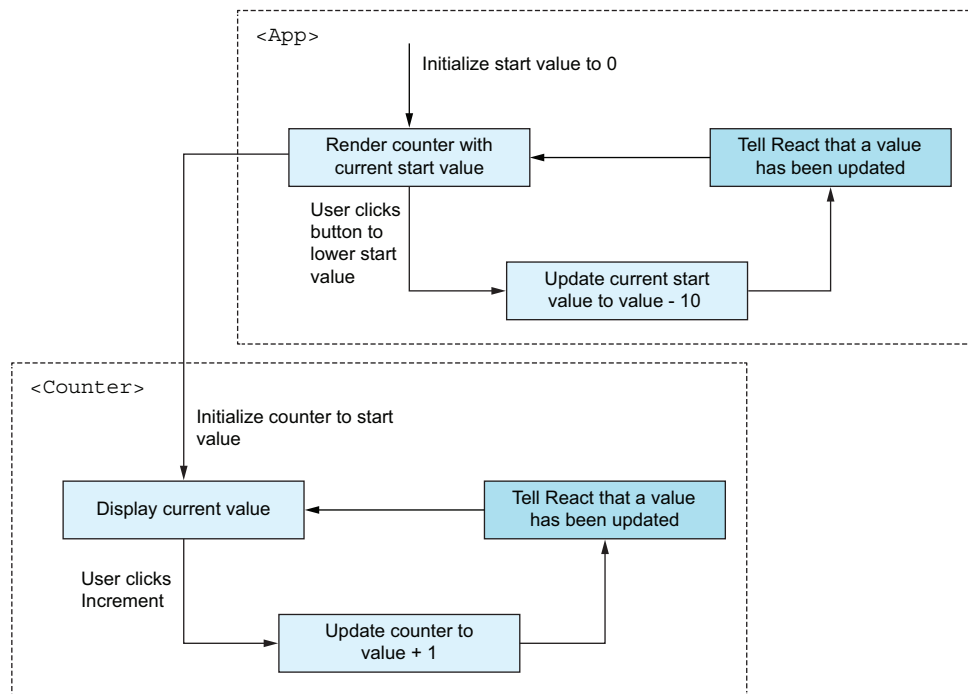 <App>
Initialize start value to 0
Render counter with
current start value
Tell React that a value
has been updated
User clicks
button to
lower start
value
Update current start
value to value - 10
<Counter>
Initialize counter to start
value
Display current value
Tell React that a value
has been updated
User clicks
Increment
Update counter to
value + 1